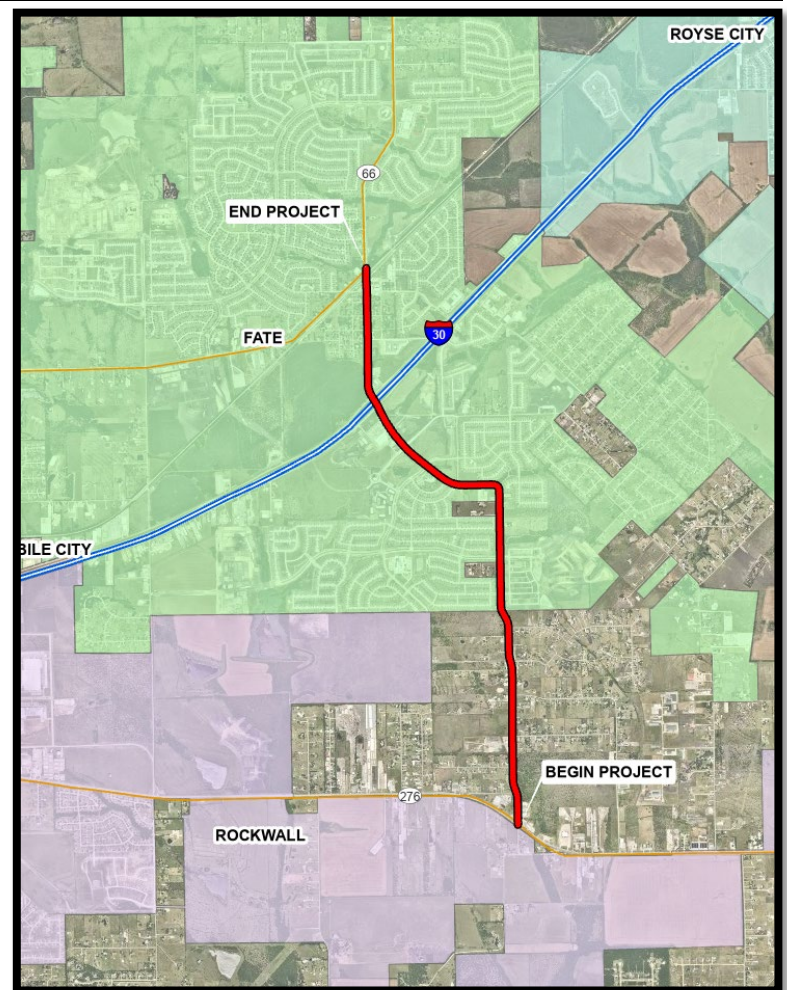 ROYSE CITY
66
END PROJECT
30
FATE
BILE CITY
BEGIN PROJECT
276
ROCKWALL